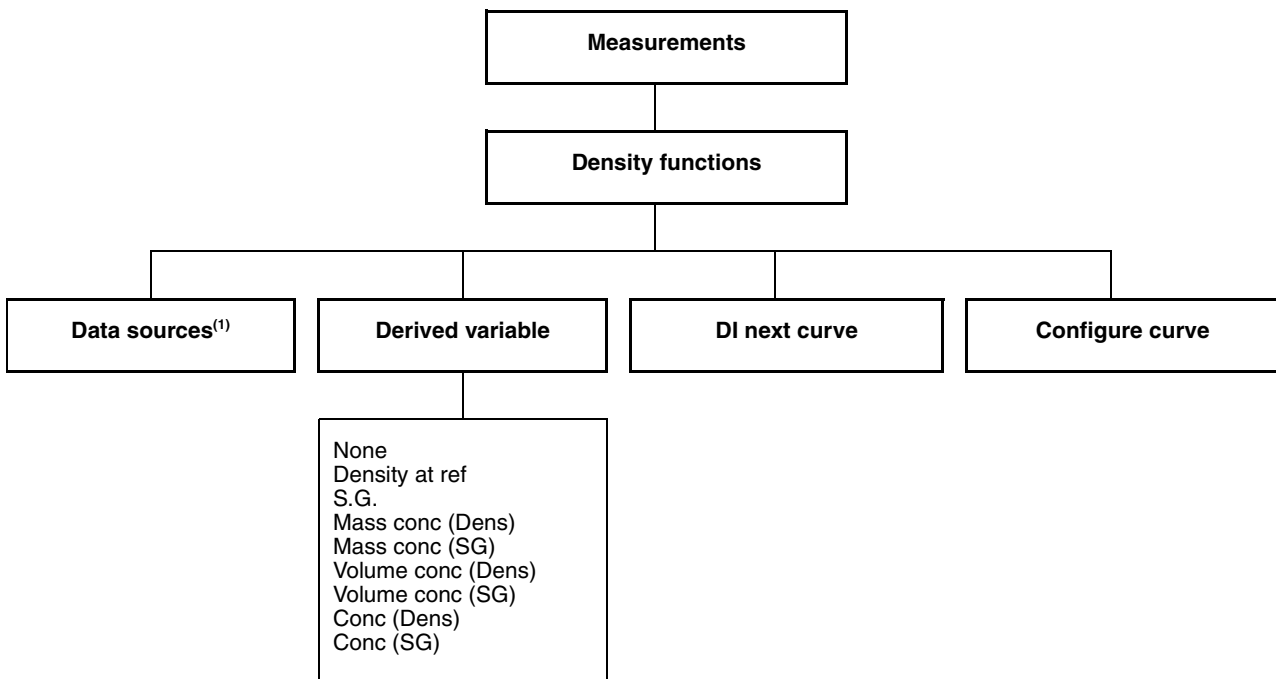 Measurements
Density functions
Data sources(1)
Derived variable
DI next curve
Configure curve
None
Density at ref
S.G.
Mass conc (Dens)
Mass conc (SG)
Volume conc (Dens)
Volume conc (SG)
Conc (Dens)
Conc (SG)